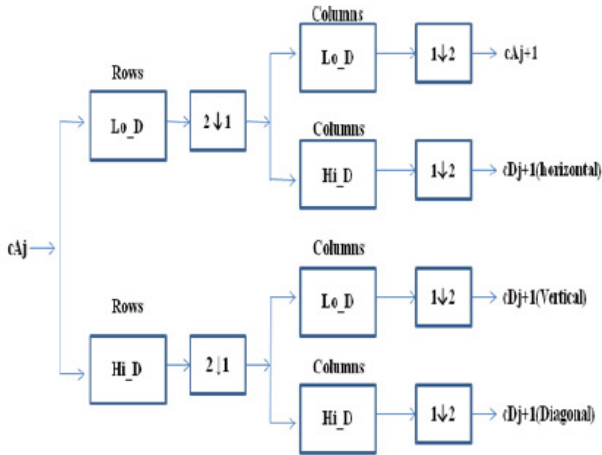 Columns
Lo_D
1↓2
cAj+1
Rows
Lo_D
2↓1
Columns
Hi_D
1↓2
cDj+1(horizontal)
cAj
Columns
Lo_D
1↓2
cDj+1(Vertical)
Rows
Hi_D
2↓1
Columns
Hi_D
1↓2
cDj+1(Diagonal)